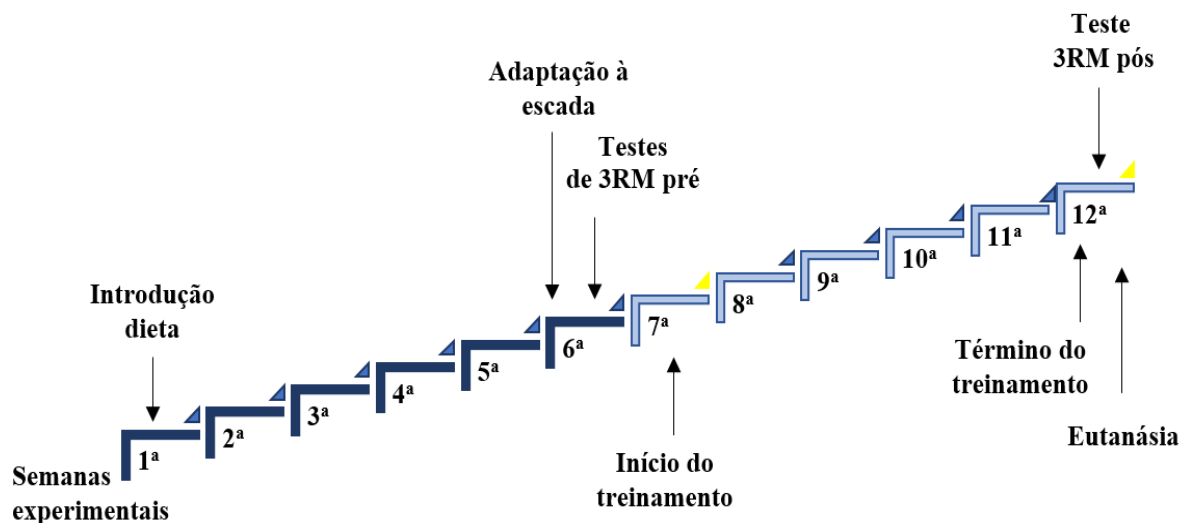 Teste
3RM pós
Adaptação à
escada
Testes
de 3RM pré
Introdução
dieta
1ª
2ª
3ª
4ª
5ª
6ª
7ª
8ª
9ª
10ª
11ª
12ª
Semanas
experimentais
Início do
treinamento
Término do
treinamento
Eutanásia